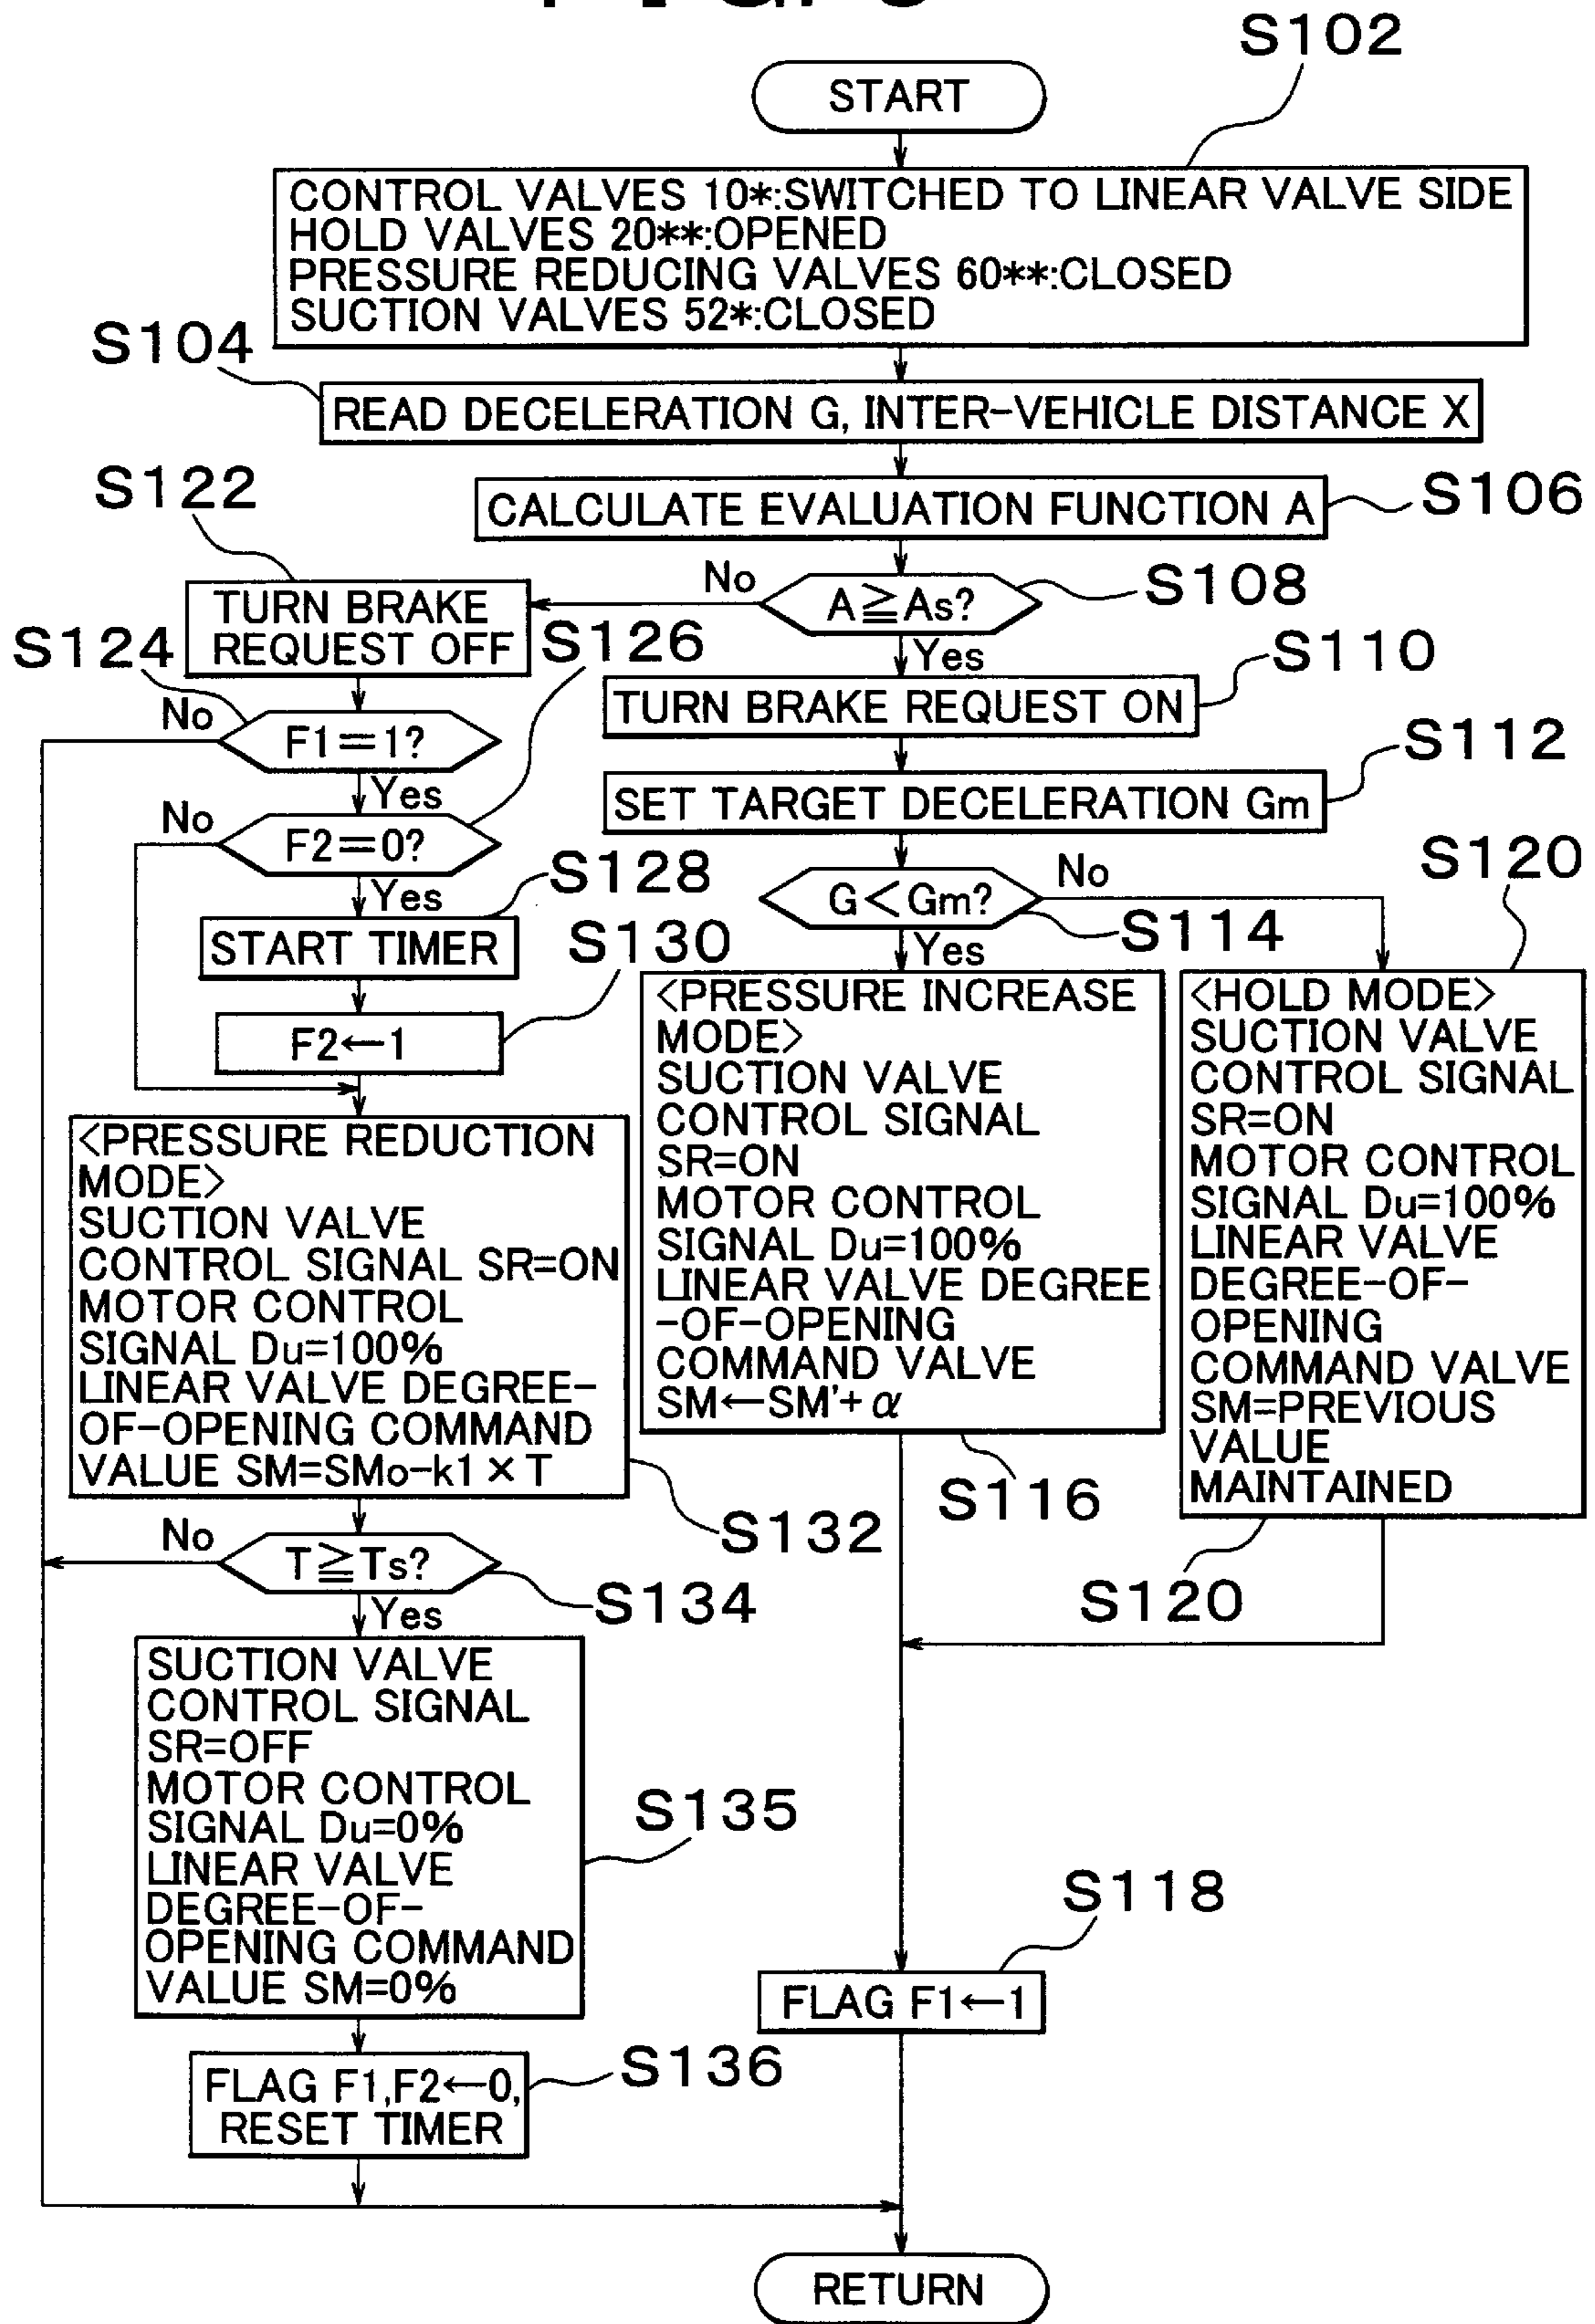 S102
START
CONTROL VALVES 10*:SWITCHED TO LINEAR VALVE SIDE
HOLD VALVES 20**:OPENED
PRESSURE REDUCING VALVES 60**:CLOSED
SUCTION VALVES 52*:CLOSED
S104
READ DECELERATION G, INTER-VEHICLE DISTANCE X
S106
CALCULATE EVALUATION FUNCTION A
S108
A≧As?
No
Yes
S110
TURN BRAKE REQUEST ON
S112
SET TARGET DECELERATION Gm
S114
G<Gm?
No
Yes
<PRESSURE INCREASE
MODE>
SUCTION VALVE
CONTROL SIGNAL
SR=ON
MOTOR CONTROL
SIGNAL Du=100%
LINEAR VALVE DEGREE
-OF-OPENING
COMMAND VALVE
SM←SM'+α
S116
S120
<HOLD MODE>
SUCTION VALVE
CONTROL SIGNAL
SR=ON
MOTOR CONTROL
SIGNAL Du=100%
LINEAR VALVE
DEGREE-OF-
OPENING
COMMAND VALVE
SM=PREVIOUS
VALUE
MAINTAINED
S120
S118
FLAG F1←1
S122
TURN BRAKE
REQUEST OFF
S124
F1=1?
No
Yes
S126
F2=0?
No
Yes
S128
START TIMER
S130
F2←1
<PRESSURE REDUCTION
MODE>
SUCTION VALVE
CONTROL SIGNAL SR=ON
MOTOR CONTROL
SIGNAL Du=100%
LINEAR VALVE DEGREE-
OF-OPENING COMMAND
VALUE SM=SMo-k1×T
S132
T≧Ts?
No
Yes
S134
SUCTION VALVE
CONTROL SIGNAL
SR=OFF
MOTOR CONTROL
SIGNAL Du=0%
LINEAR VALVE
DEGREE-OF-
OPENING COMMAND
VALUE SM=0%
S135
FLAG F1,F2←0,
RESET TIMER
S136
RETURN